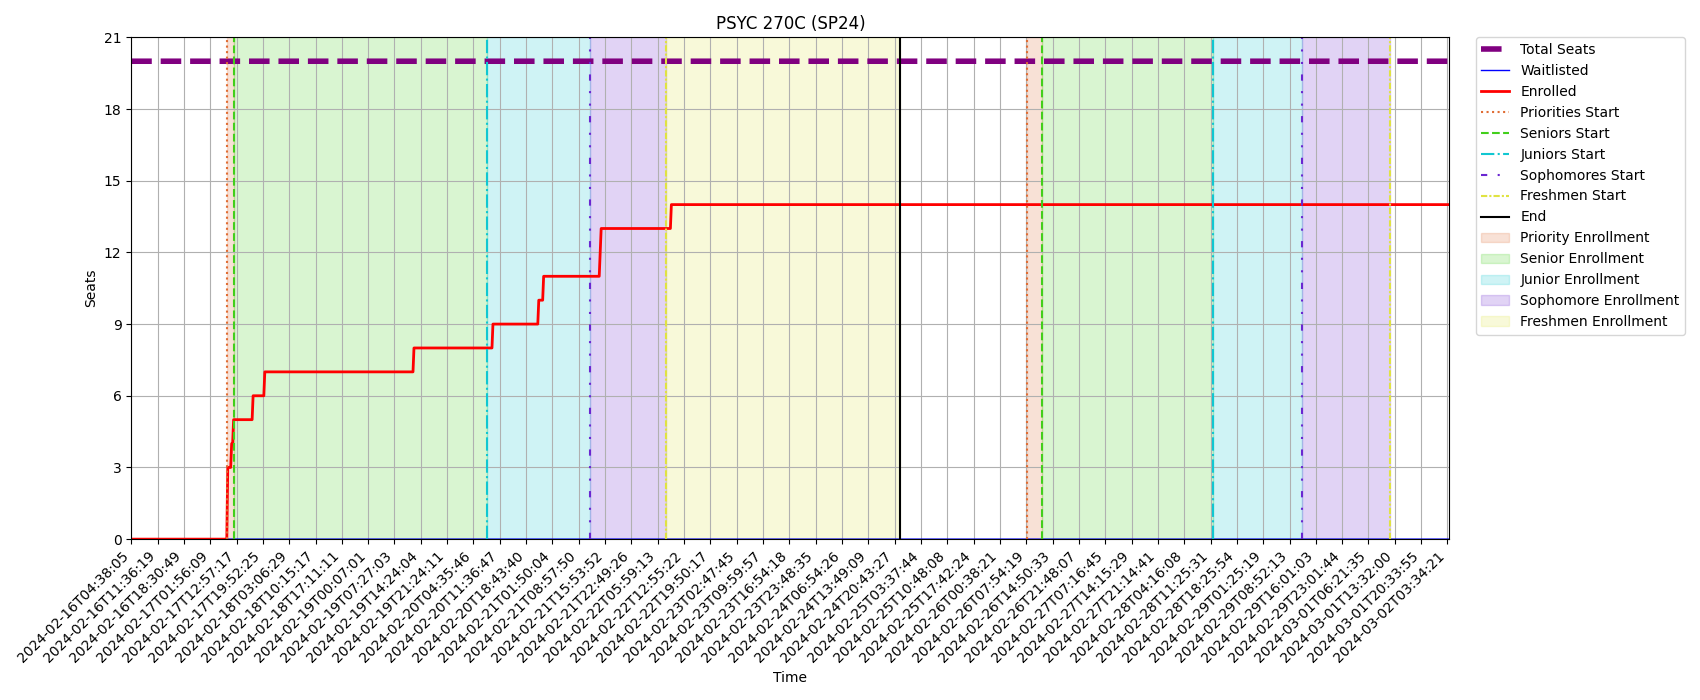 PSYC 270C (SP24)
21
18
15
12
9
6
3
0
Seats
2024-02-16T04:38:05
2024-02-16T11:36:19
2024-02-16T18:30:49
2024-02-17T01:56:09
2024-02-17T12:57:17
2024-02-17T19:52:25
2024-02-18T03:06:29
2024-02-18T10:15:17
2024-02-18T17:11:11
2024-02-19T00:07:01
2024-02-19T07:27:03
2024-02-19T14:24:04
2024-02-19T21:24:11
2024-02-20T04:35:46
2024-02-20T11:36:47
2024-02-20T18:43:40
2024-02-21T01:50:04
2024-02-21T08:57:50
2024-02-21T15:53:52
2024-02-21T22:49:26
2024-02-22T05:59:13
2024-02-22T12:55:22
2024-02-22T19:50:17
2024-02-23T02:47:45
2024-02-23T09:59:57
2024-02-23T16:54:18
2024-02-23T23:48:35
2024-02-24T06:54:26
2024-02-24T13:49:09
2024-02-24T20:43:27
2024-02-25T03:37:44
2024-02-25T10:48:08
2024-02-25T17:42:24
2024-02-26T00:38:21
2024-02-26T07:54:19
2024-02-26T14:50:33
2024-02-26T21:48:07
2024-02-27T07:16:45
2024-02-27T14:15:29
2024-02-27T21:14:41
2024-02-28T04:16:08
2024-02-28T11:25:31
2024-02-28T18:25:54
2024-02-29T01:25:19
2024-02-29T08:52:13
2024-02-29T16:01:03
2024-02-29T23:01:44
2024-03-01T06:21:35
2024-03-01T13:32:00
2024-03-01T20:33:55
2024-03-02T03:34:21
Time
Total Seats
Waitlisted
Enrolled
Priorities Start
Seniors Start
Juniors Start
Sophomores Start
Freshmen Start
End
Priority Enrollment
Senior Enrollment
Junior Enrollment
Sophomore Enrollment
Freshmen Enrollment